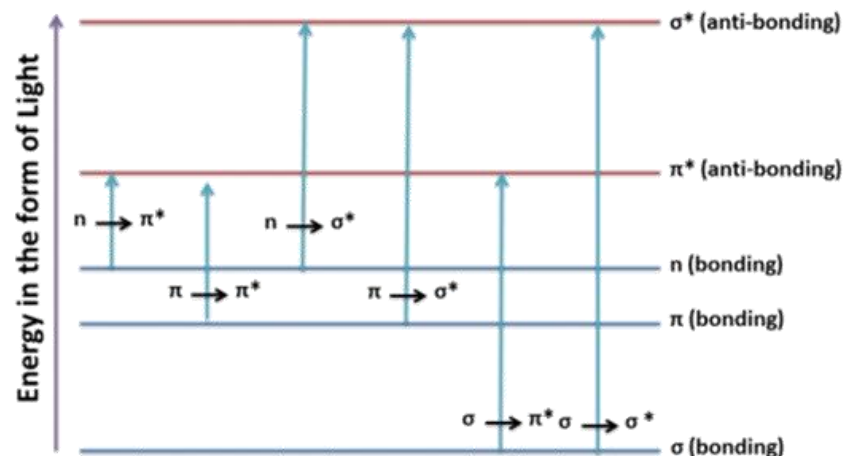 Energy in the form of Light
σ* (anti-bonding)
π* (anti-bonding)
n → π*
n → σ*
n (bonding)
π → π*
π → σ*
π (bonding)
σ → π*
σ → σ*
σ (bonding)